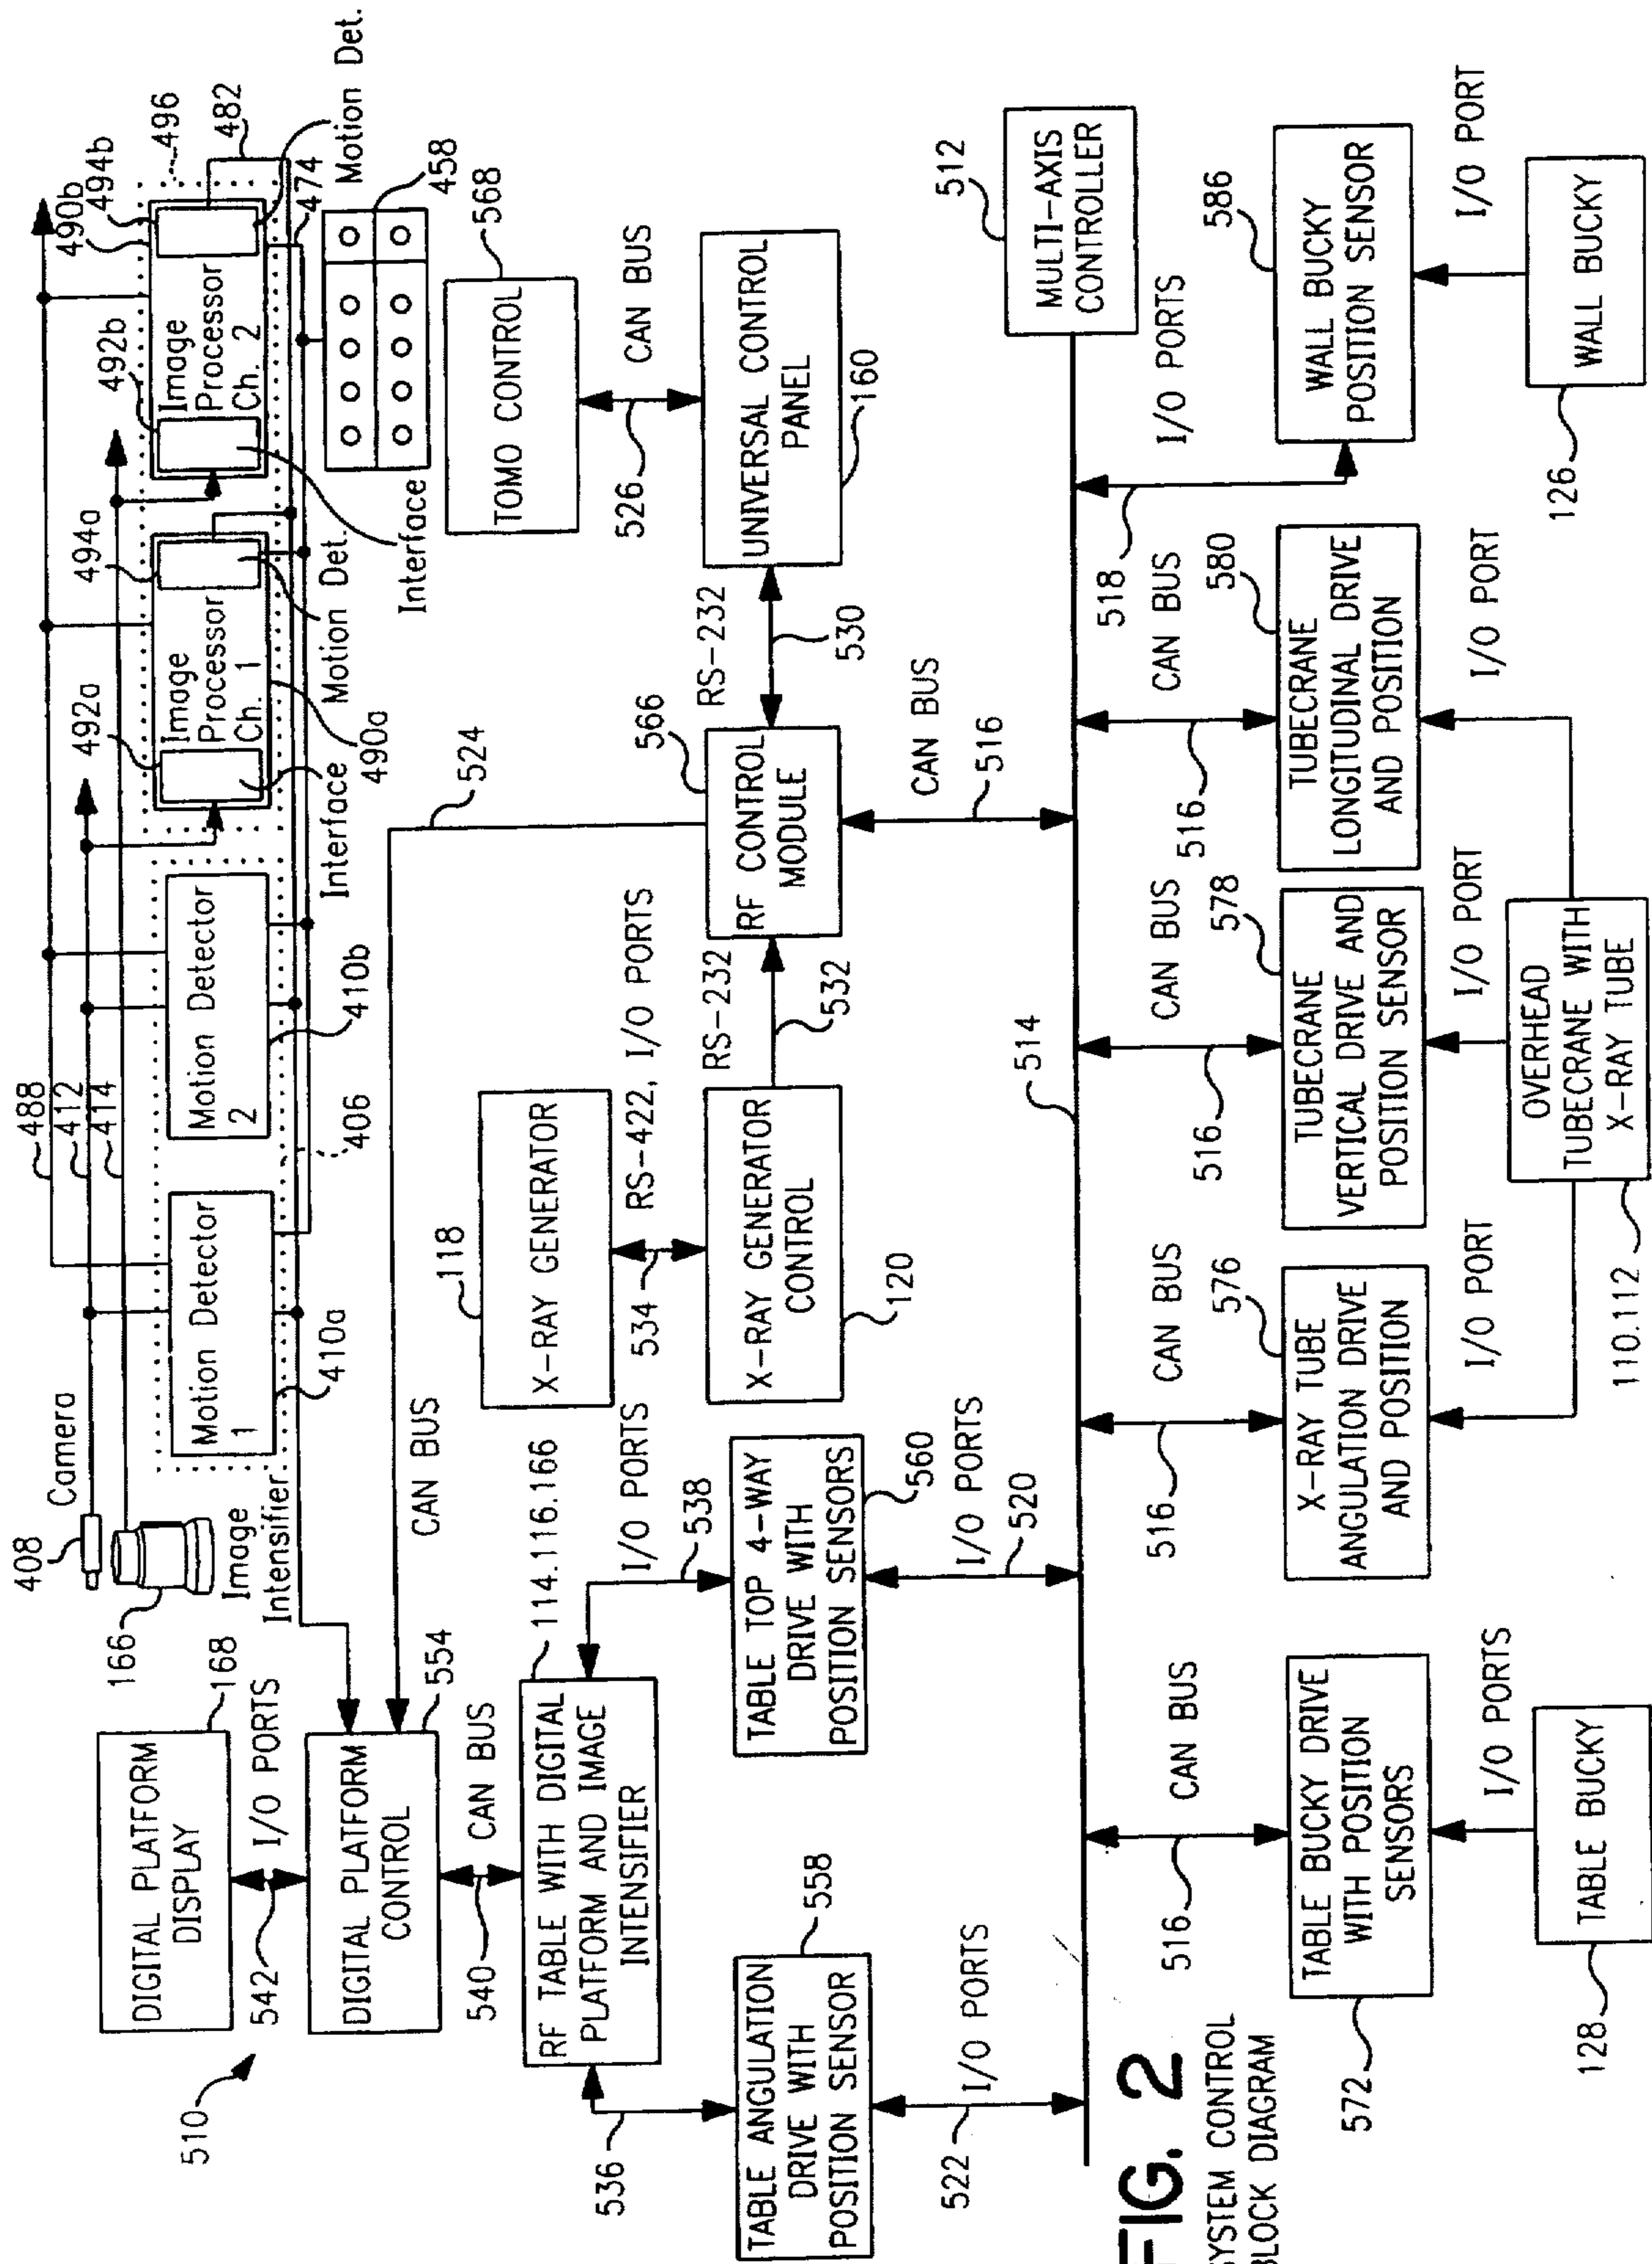 408
Camera
166
Image
Intensifier
488
412
414
Motion Detector
1
410a
Motion Detector
2
410b
406
492a
Image
Processor
Ch. 1
494a
Interface
490a
Motion Det.
492b
Image
Processor
Ch. 2
490b
494b
496
482
474
Motion Det.
Interface
458
510
DIGITAL PLATFORM
DISPLAY
168
542
I/O PORTS
DIGITAL PLATFORM
CONTROL
554
CAN BUS
524
540
CAN BUS
RF TABLE WITH DIGITAL
PLATFORM AND IMAGE
INTENSIFIER
114.116.166
536
538
I/O PORTS
TABLE ANGULATION
DRIVE WITH
POSITION SENSOR
558
522
I/O PORTS
TABLE TOP 4-WAY
DRIVE WITH
POSITION SENSORS
560
520
I/O PORTS
118
X-RAY GENERATOR
534
RS-422, I/O PORTS
X-RAY GENERATOR
CONTROL
120
RS-232
532
566
RF CONTROL
MODULE
CAN BUS
516
RS-232
530
TOMO CONTROL
568
526
CAN BUS
UNIVERSAL CONTROL
PANEL
160
512
MULTI-AXIS
CONTROLLER
514
516
CAN BUS
TABLE BUCKY DRIVE
WITH POSITION
SENSORS
572
I/O PORTS
TABLE BUCKY
128
516
CAN BUS
576
X-RAY TUBE
ANGULATION DRIVE
AND POSITION
I/O PORT
516
CAN BUS
578
TUBECRANE
VERTICAL DRIVE AND
POSITION SENSOR
I/O PORT
516
CAN BUS
580
TUBECRANE
LONGITUDINAL DRIVE
AND POSITION
I/O PORT
OVERHEAD
TUBECRANE WITH
X-RAY TUBE
110.112
518
I/O PORTS
586
WALL BUCKY
POSITION SENSOR
I/O PORT
WALL BUCKY
126
FIG. 2
SYSTEM CONTROL
BLOCK DIAGRAM